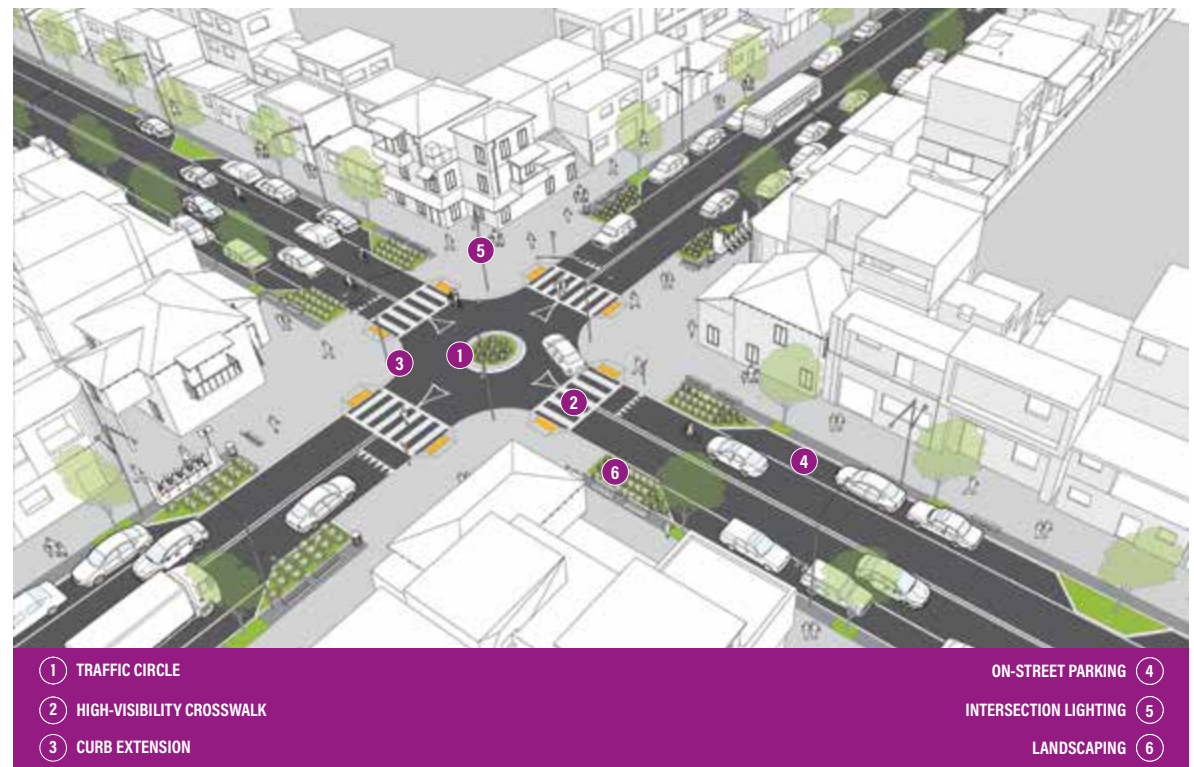 5
3
1
2
4
6
1 TRAFFIC CIRCLE
2 HIGH-VISIBILITY CROSSWALK
3 CURB EXTENSION
ON-STREET PARKING 4
INTERSECTION LIGHTING 5
LANDSCAPING 6